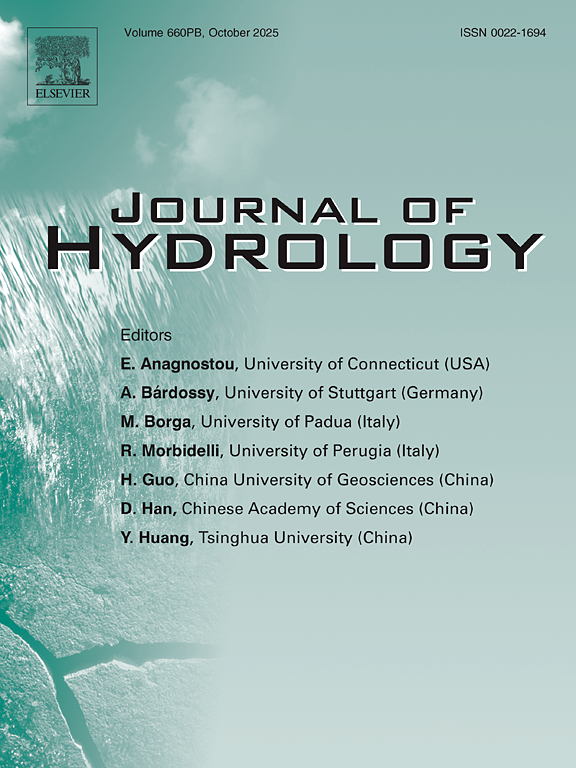 Volume 660PB, October 2025
ISSN 0022-1694
ELSEVIER
JOURNAL OF
HYDROLOGY
Editors
E. Anagnostou, University of Connecticut (USA)
A. Bárdossy, University of Stuttgart (Germany)
M. Borga, University of Padua (Italy)
R. Morbidelli, University of Perugia (Italy)
H. Guo, China University of Geosciences (China)
D. Han, Chinese Academy of Sciences (China)
Y. Huang, Tsinghua University (China)